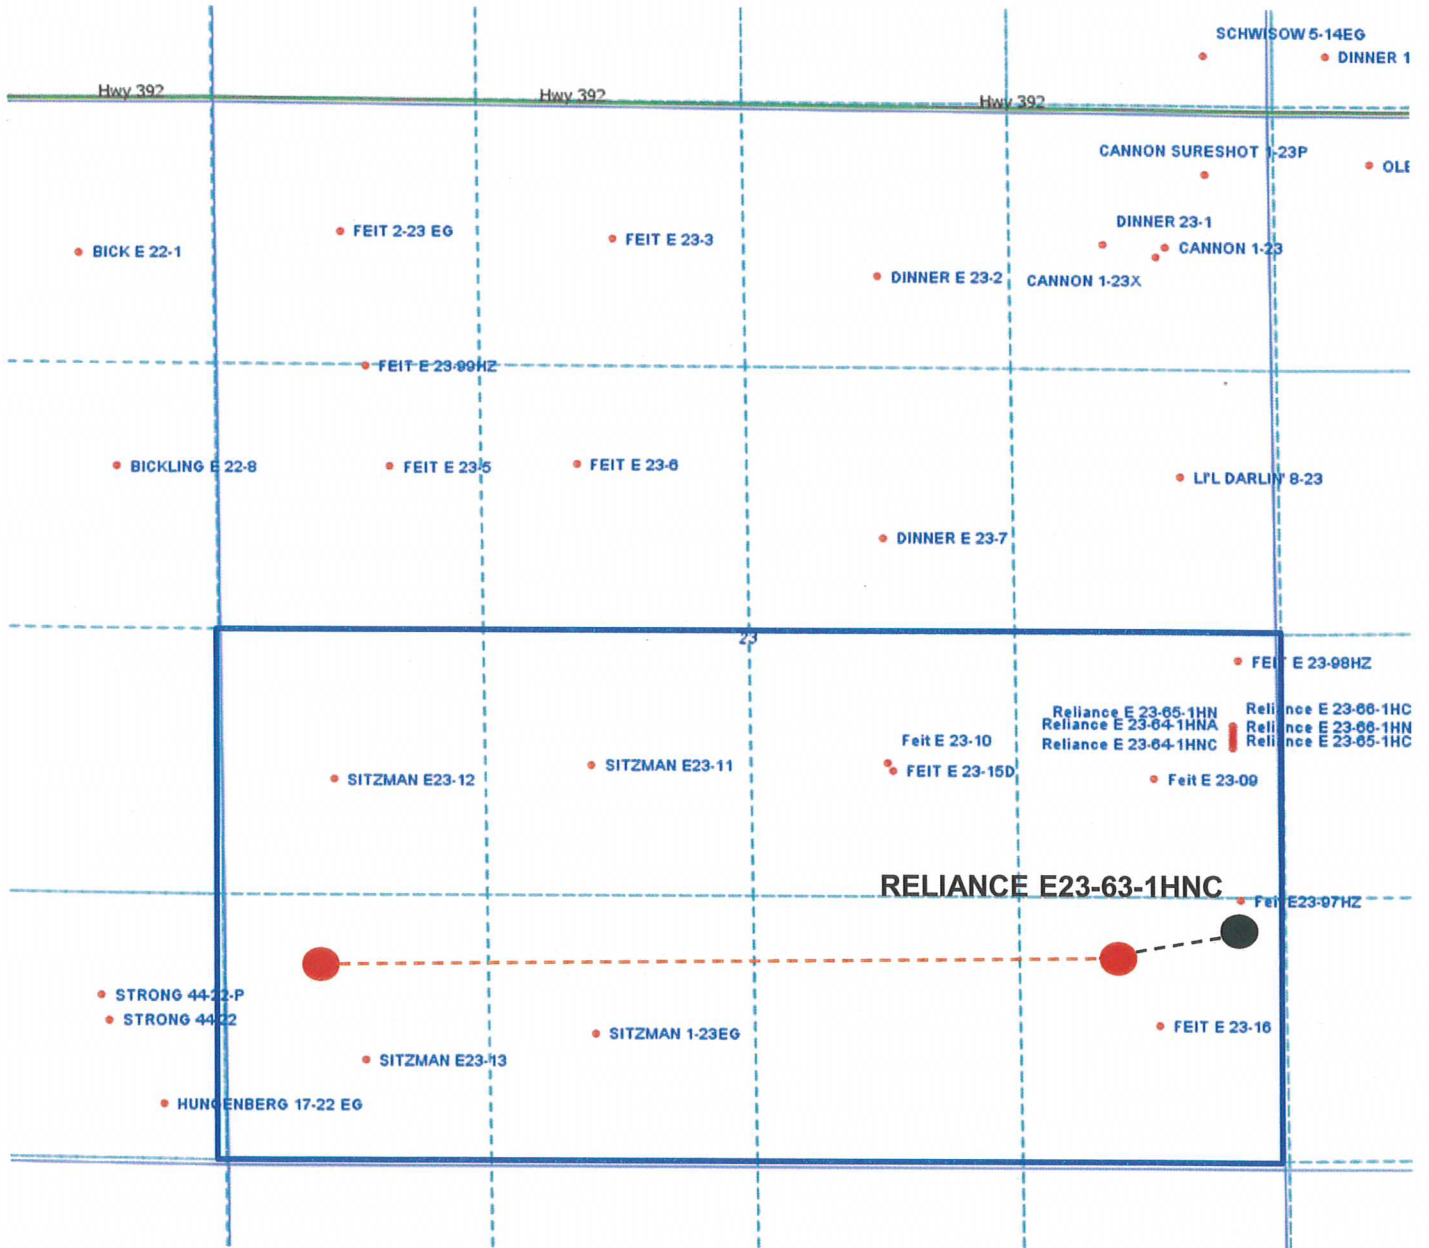 SCHWISOW 5-14EG
DINNER 1
Hwy 392
Hwy 392
Hwy 392
CANNON SURESHOT 1-23P
OLE
DINNER 23-1
FEIT 2-23 EG
FEIT E 23-3
BICK E 22-1
CANNON 1-23
DINNER E 23-2
CANNON 1-23X
FEIT E 23-99HZ
BICKLING E 22-8
FEIT E 23-5
FEIT E 23-6
LI'L DARLIN' 8-23
DINNER E 23-7
23
FEIT E 23-98HZ
Reliance E 23-65-1HN
Reliance E 23-66-1HC
Reliance E 23-64-1HNA
Reliance E 23-66-1HN
Reliance E 23-64-1HNC
Reliance E 23-65-1HC
Feit E 23-10
SITZMAN E23-11
FEIT E 23-15D
SITZMAN E23-12
Feit E 23-09
RELIANCE E23-63-1HNC
Feit E23-97HZ
STRONG 44-22-P
STRONG 44-22
FEIT E 23-16
SITZMAN 1-23EG
SITZMAN E23-13
HUNGENBERG 17-22 EG